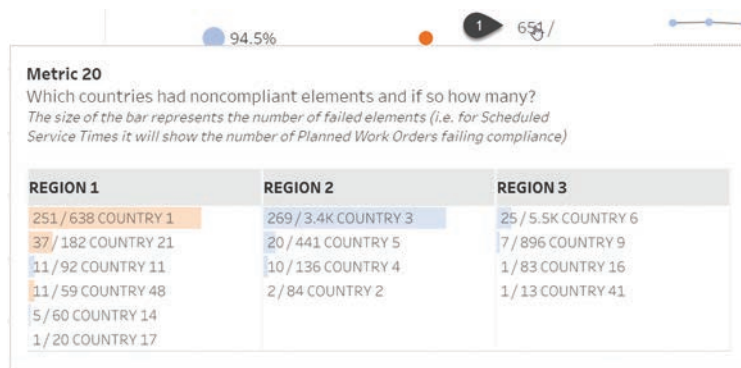 94.5%
1
651/
Metric 20
Which countries had noncompliant elements and if so how many?
The size of the bar represents the number of failed elements (i.e. for Scheduled
Service Times it will show the number of Planned Work Orders failing compliance)
REGION 1
251/638 COUNTRY 1
37/182 COUNTRY 21
11/92 COUNTRY 11
11/59 COUNTRY 48
5/60 COUNTRY 14
1/20 COUNTRY 17
REGION 2
269/3.4K COUNTRY 3
20/441 COUNTRY 5
10/136 COUNTRY 4
2/84 COUNTRY 2
REGION 3
25/5.5K COUNTRY 6
7/896 COUNTRY 9
1/83 COUNTRY 16
1/13 COUNTRY 41